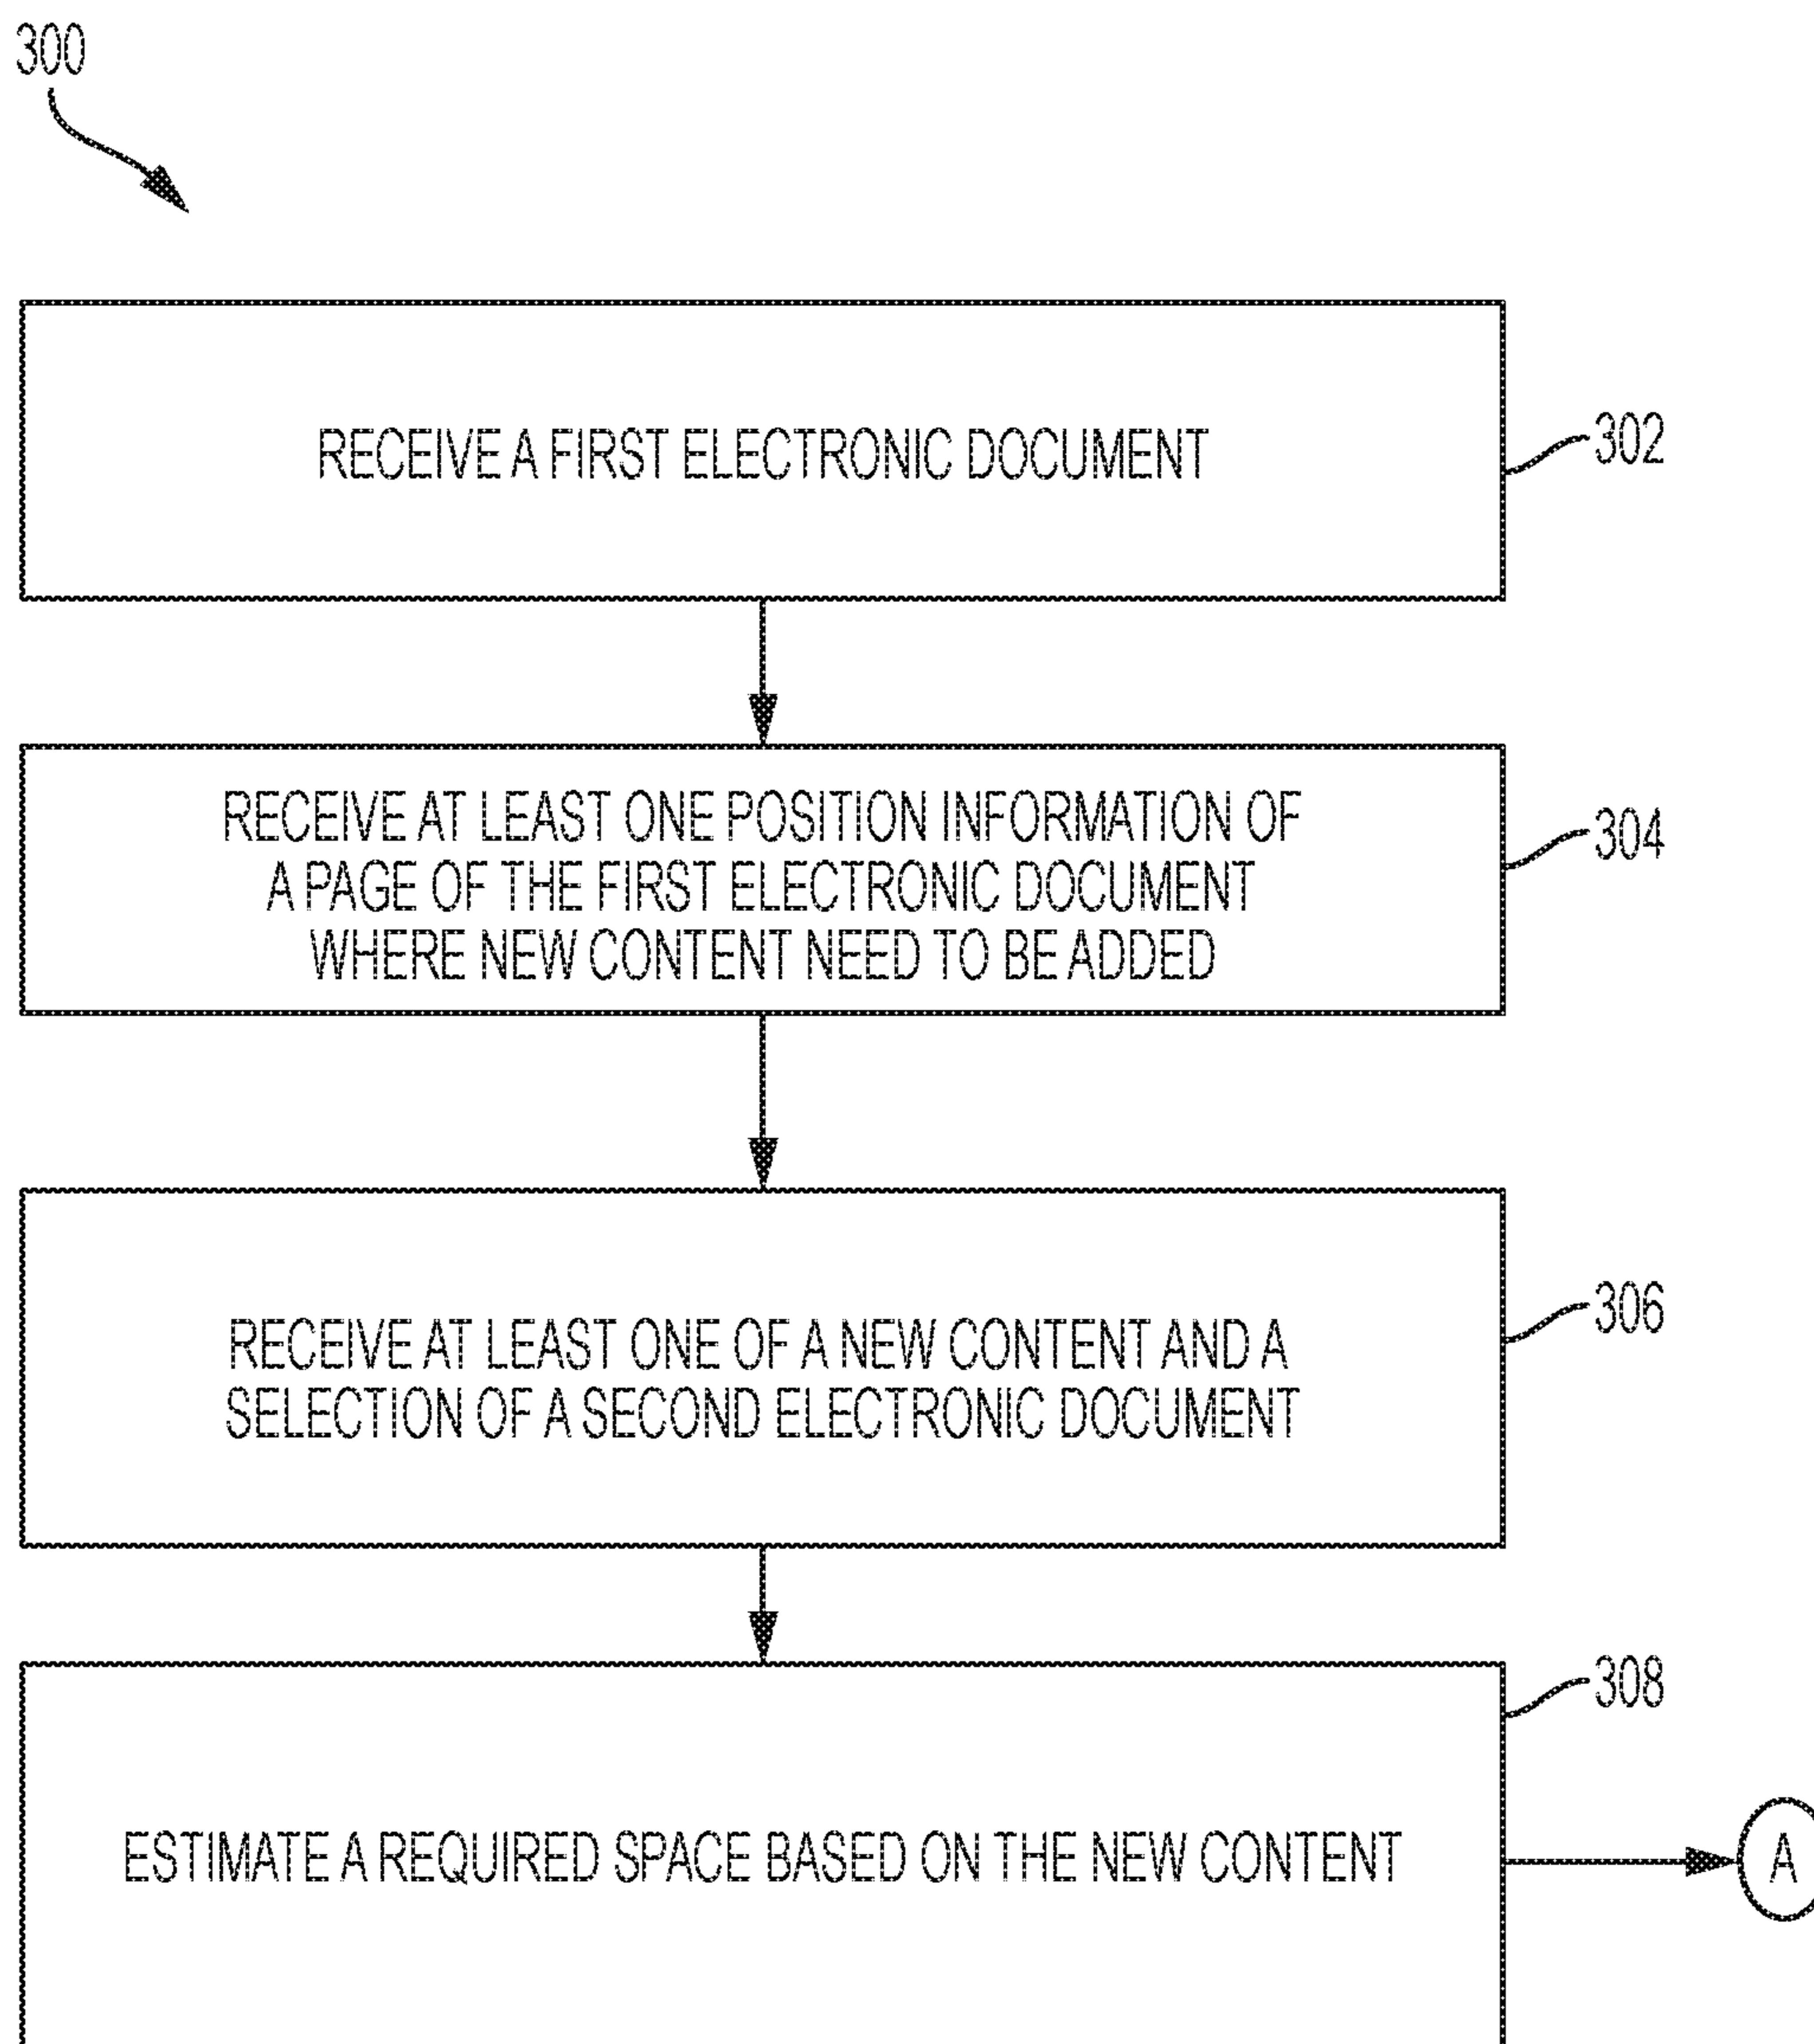 300
RECEIVE A FIRST ELECTRONIC DOCUMENT
302
RECEIVE AT LEAST ONE POSITION INFORMATION OF
A PAGE OF THE FIRST ELECTRONIC DOCUMENT
WHERE NEW CONTENT NEED TO BE ADDED
304
RECEIVE AT LEAST ONE OF A NEW CONTENT AND A
SELECTION OF A SECOND ELECTRONIC DOCUMENT
306
ESTIMATE A REQUIRED SPACE BASED ON THE NEW CONTENT
308
A